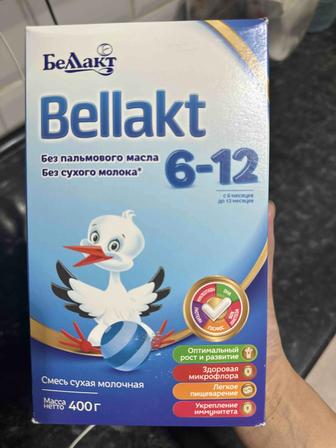 БеЛЛакт
Bellakt
Без пальмового масла
Без сухого молока*
6-12
с 6 месяцев
до 12 месяцев
Оптимальный
рост и развитие
Здоровая
микрофлора
Легкое
пищеварение
Укрепление
иммунитета
Смесь сухая молочная
Масса
нетто 400 г